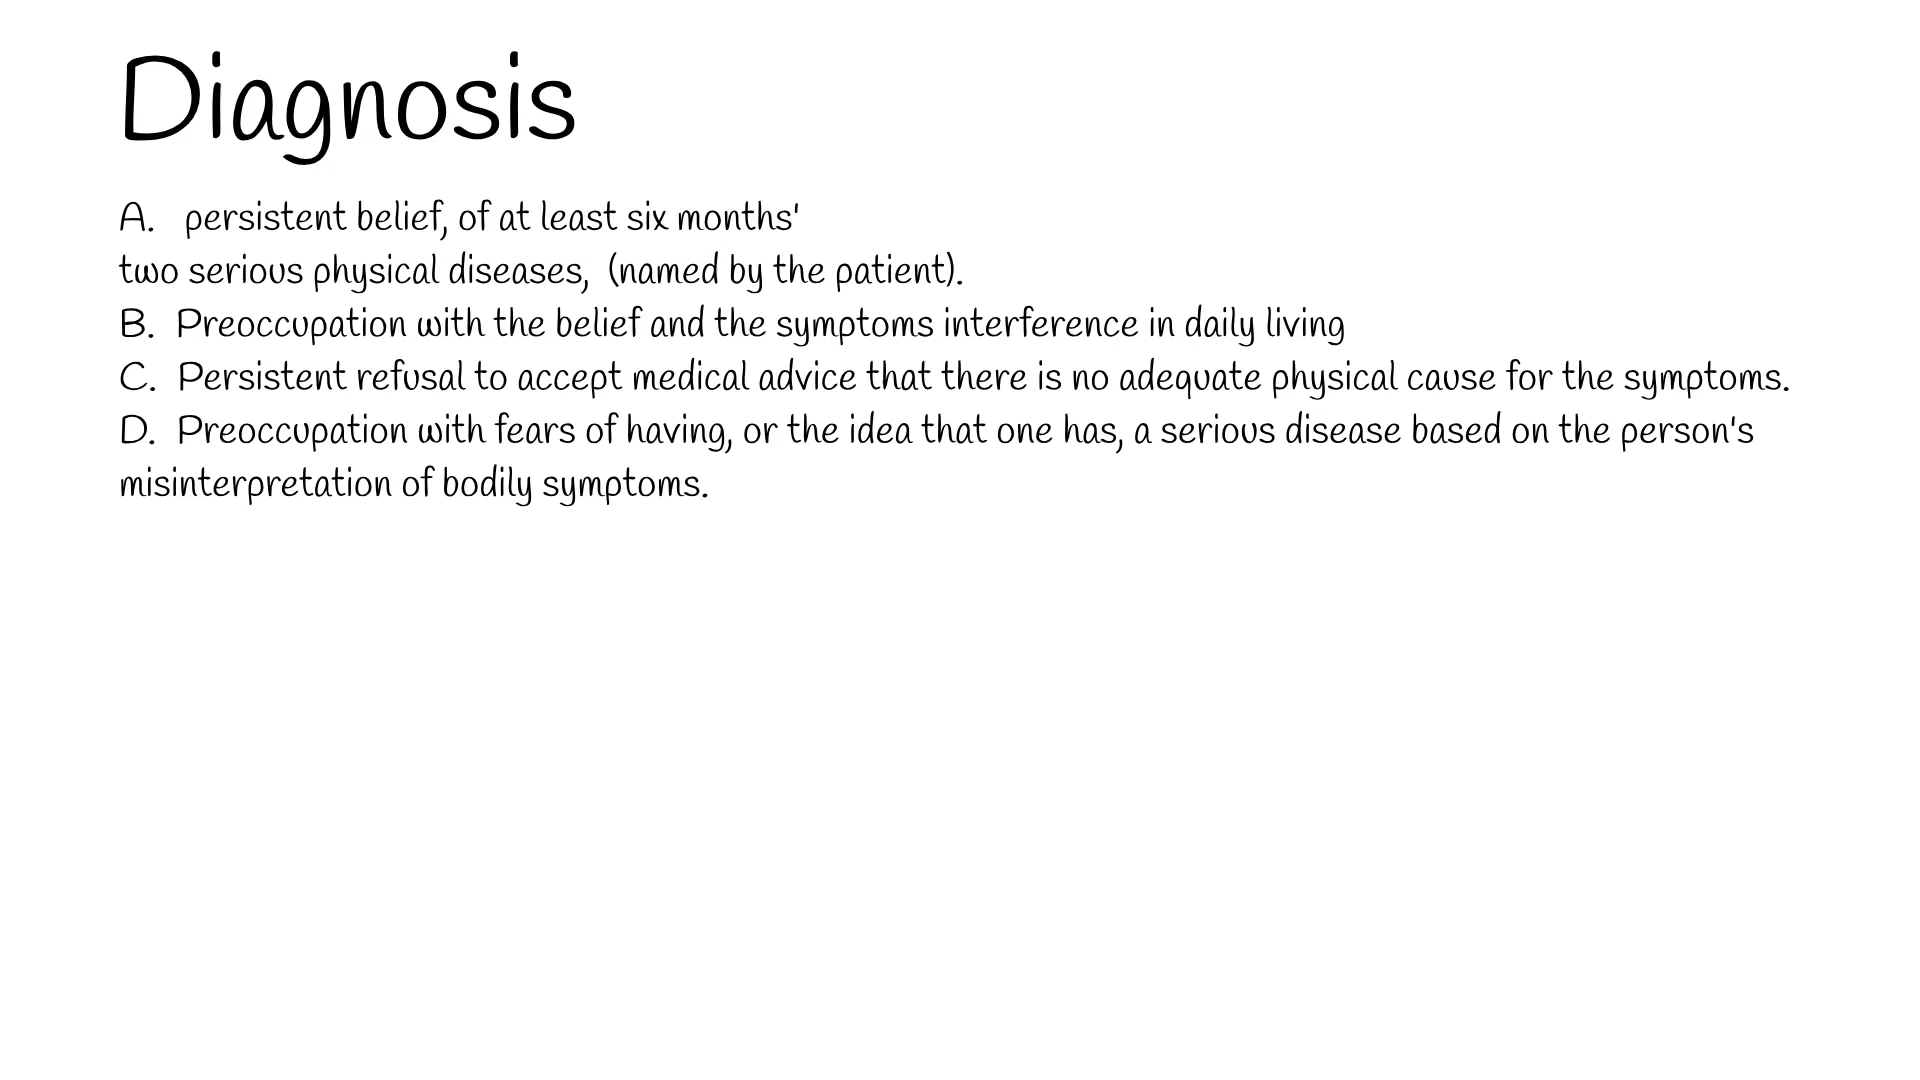 Diagnosis
A. persistent belief, of at least six months'
two serious physical diseases, (named by the patient).
B. Preoccupation with the belief and the symptoms interference in daily living
C. Persistent refusal to accept medical advice that there is no adequate physical cause for the symptoms.
D. Preoccupation with fears of having, or the idea that one has, a serious disease based on the person's
misinterpretation of bodily symptoms.